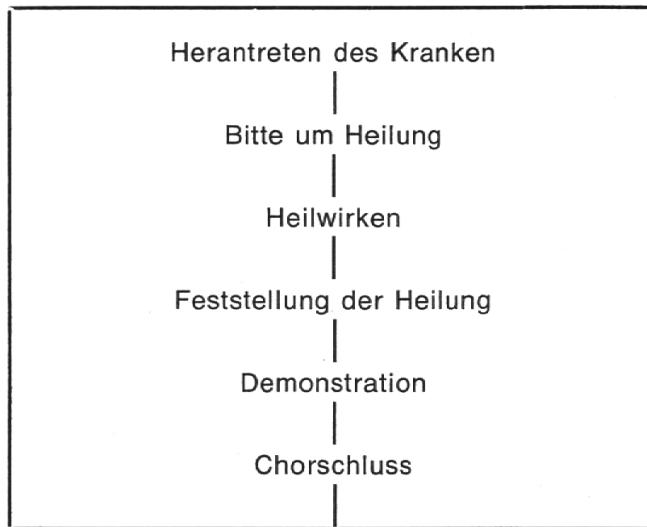 Herantreten des Kranken
Bitte um Heilung
Heilwirken
Feststellung der Heilung
Demonstration
Chorschluss